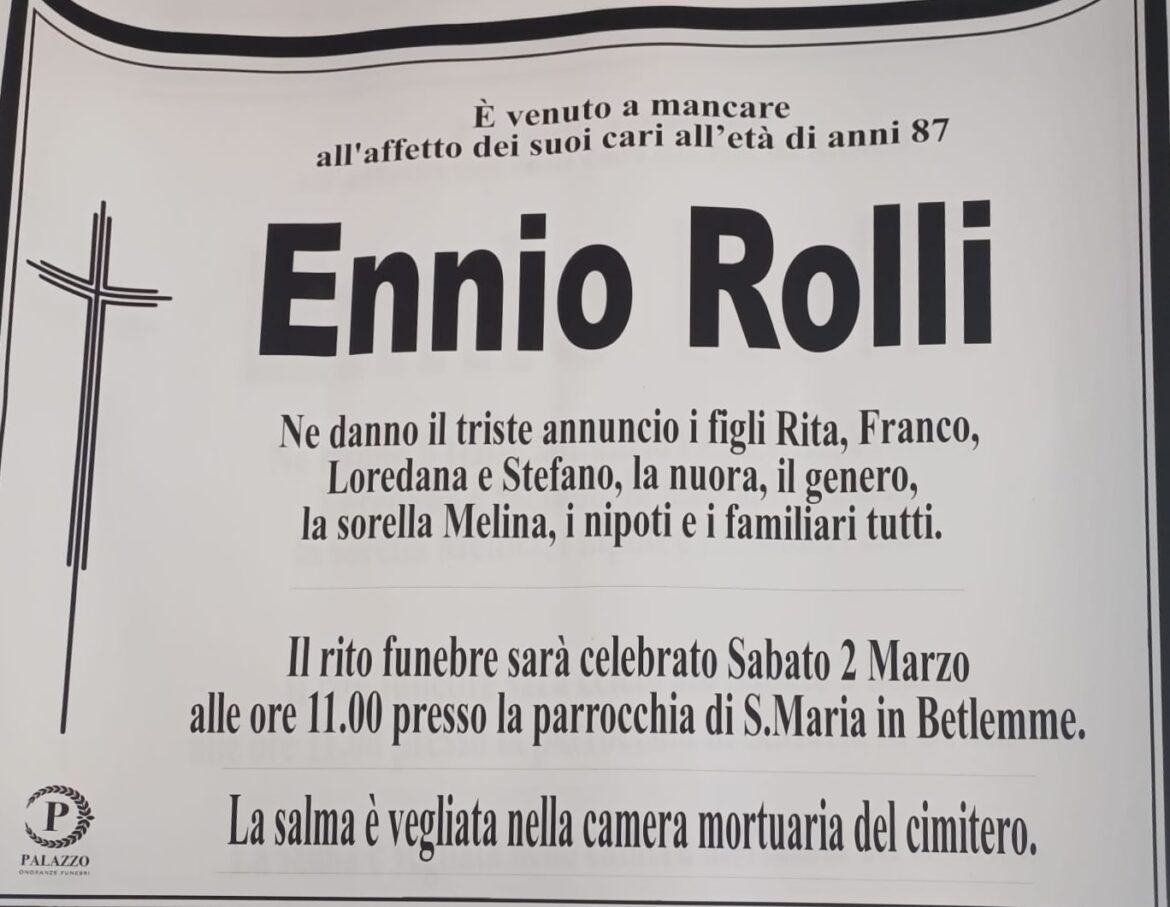 È venuto a mancare
all'affetto dei suoi cari all’età di anni 87
Ennio Rolli
Ne danno il triste annuncio i figli Rita, Franco,
Loredana e Stefano, la nuora, il genero,
la sorella Melina, i nipoti e i familiari tutti.
Il rito funebre sarà celebrato Sabato 2 Marzo
alle ore 11.00 presso la parrocchia di S.Maria in Betlemme.
La salma è vegliata nella camera mortuaria del cimitero.
P
PALAZZO
ONORANZE FUNEBRI